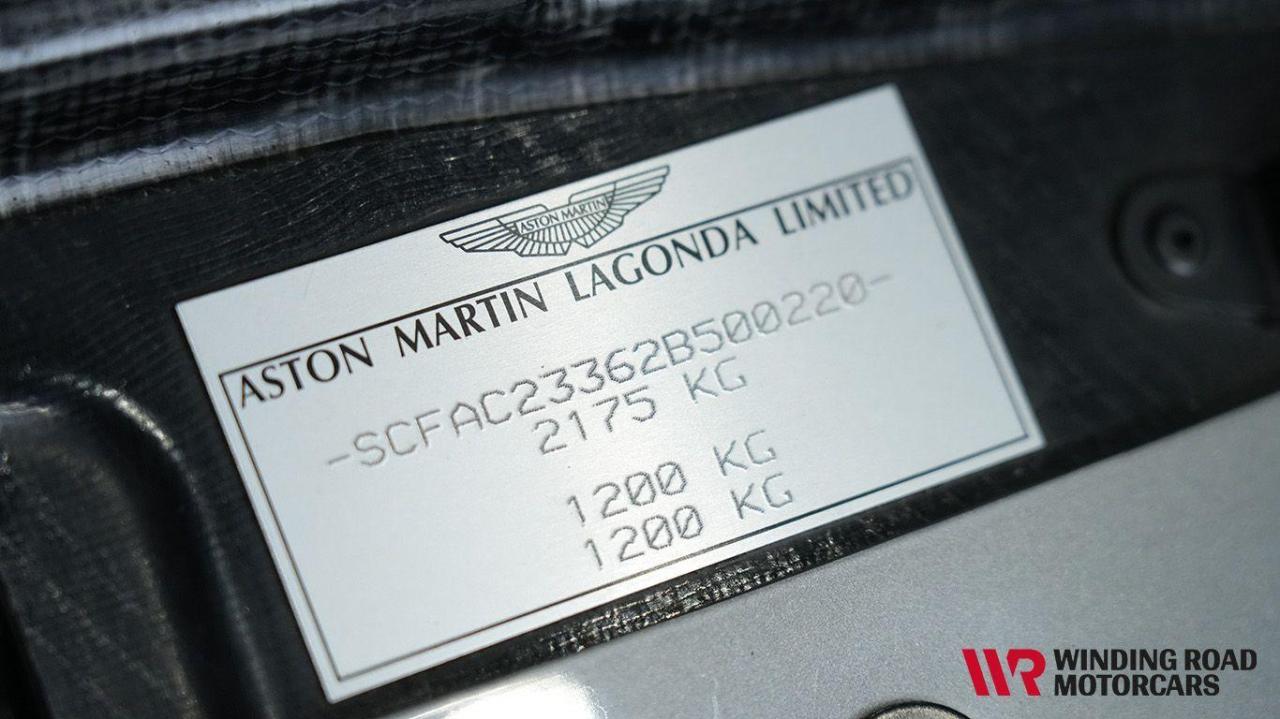 ASTON MARTIN
ASTON MARTIN LAGONDA LIMITED
-SCFAC23362B500220-
2175 KG
1200 KG
1200 KG
WR WINDING ROAD
MOTORCARS